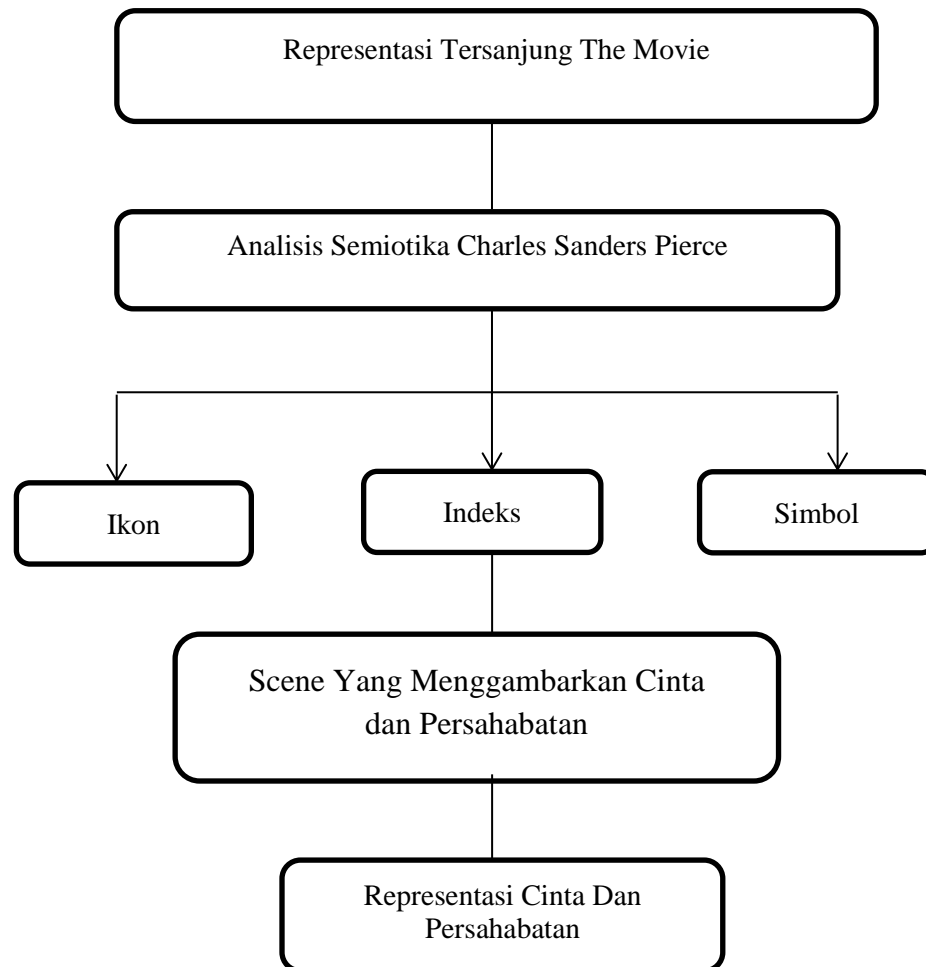 Representasi Tersanjung The Movie
Analisis Semiotika Charles Sanders Pierce
Ikon
Indeks
Simbol
Scene Yang Menggambarkan Cinta
dan Persahabatan
Representasi Cinta Dan
Persahabatan